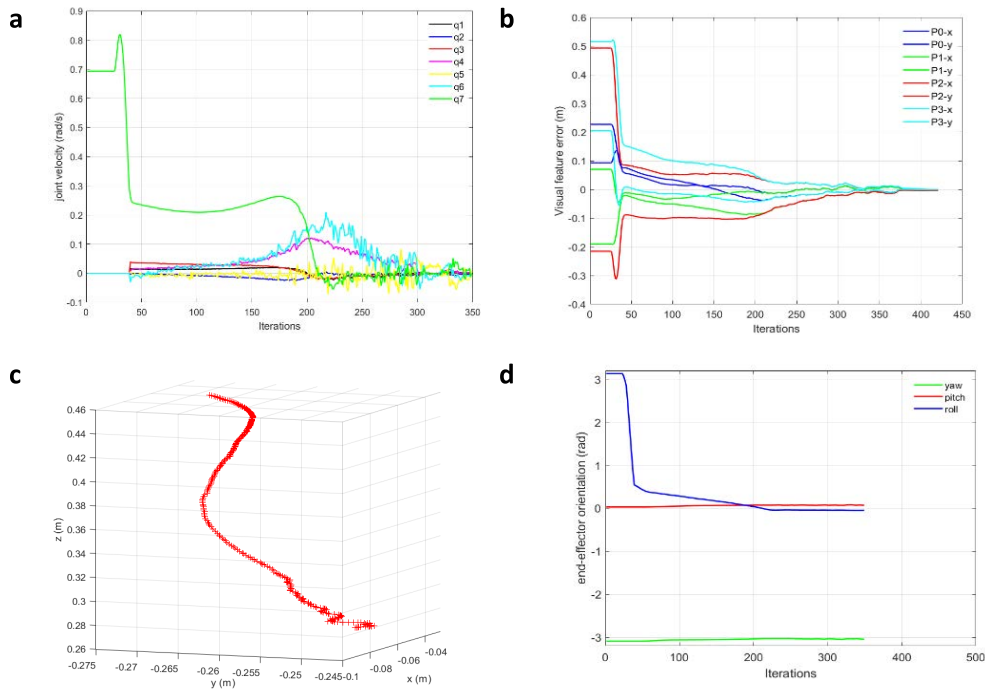 a
0.9
0.8
0.7
0.6
0.5
0.4
0.3
0.2
0.1
0
-0.1
joint velocity (rad/s)
0 50 100 150 200 250 300 350
Iterations
q1
q2
q3
q4
q5
q6
q7
b
0.6
0.5
0.4
0.3
0.2
0.1
0
-0.1
-0.2
-0.3
-0.4
Visual feature error (m)
0 50 100 150 200 250 300 350 400 450
Iterations
P0-x
P0-y
P1-x
P1-y
P2-x
P2-y
P3-x
P3-y
c
0.46
0.44
0.42
0.4
0.38
0.36
0.34
0.32
0.3
0.28
0.26
z (m)
-0.275 -0.27 -0.265 -0.26 -0.255 -0.25 -0.245
y (m)
-0.1 -0.08 -0.06 -0.04
x (m)
d
3
2
1
0
-1
-2
-3
end-effector orientation (rad)
0 100 200 300 400 500
Iterations
yaw
pitch
roll